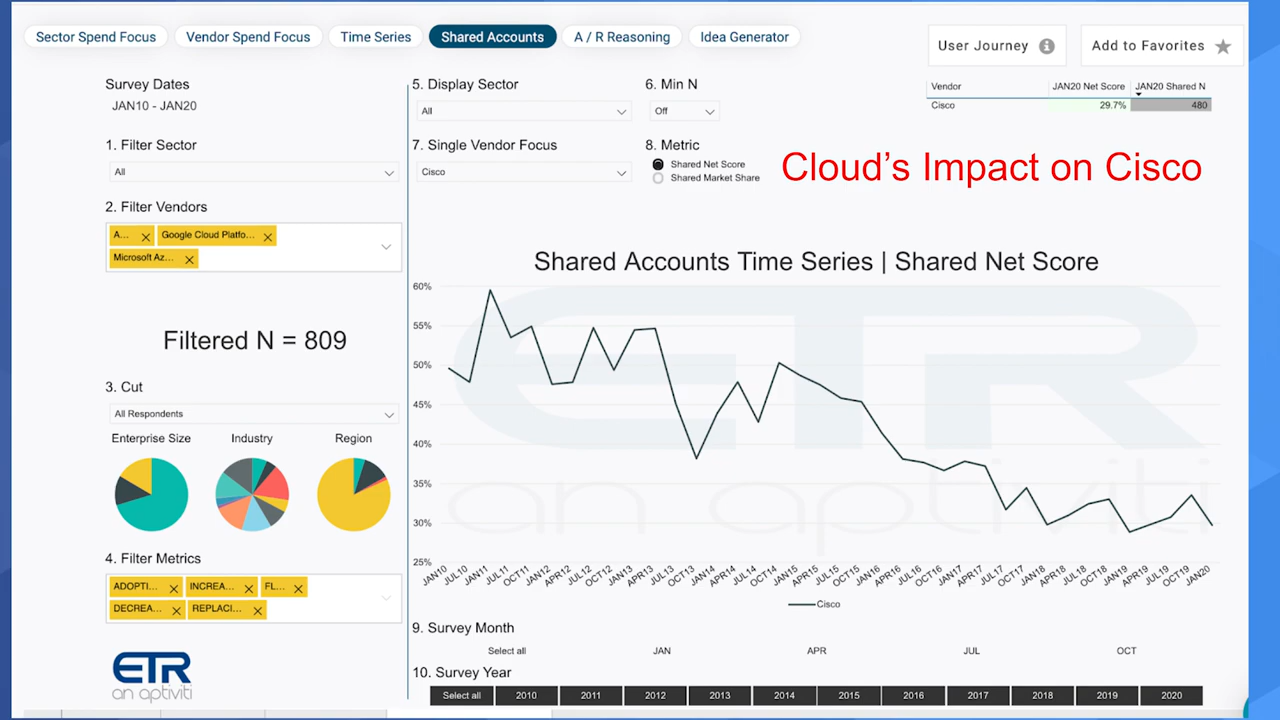 Sector Spend Focus
Vendor Spend Focus
Time Series
Shared Accounts
A / R Reasoning
Idea Generator
User Journey
Add to Favorites
Survey Dates
JAN10 - JAN20
1. Filter Sector
All
2. Filter Vendors
A...
Google Cloud Platfo...
Microsoft Az...
Filtered N = 809
3. Cut
All Respondents
Enterprise Size
Industry
Region
4. Filter Metrics
ADOPTI...
INCREA...
FL...
DECREA...
REPLACI...
ETR
an aptiviti
5. Display Sector
All
6. Min N
Off
7. Single Vendor Focus
Cisco
8. Metric
Shared Net Score
Shared Market Share
Vendor JAN20 Net Score JAN20 Shared N
Cisco 29.7% 480
Cloud’s Impact on Cisco
Shared Accounts Time Series | Shared Net Score
60%
55%
50%
45%
40%
35%
30%
25%
ETR
an aptiviti
JAN10 JUL10 JAN11 JUL11 OCT11 JAN12 APR12 JUL12 OCT12 JAN13 APR13 JUL13 OCT13 JAN14 APR14 JUL14 OCT14 JAN15 APR15 JUL15 OCT15 JAN16 APR16 JUL16 OCT16 JAN17 APR17 JUL17 OCT17 JAN18 APR18 JUL18 OCT18 JAN19 APR19 JUL19 OCT19 JAN20
Cisco
9. Survey Month
Select all JAN APR JUL OCT
10. Survey Year
Select all 2010 2011 2012 2013 2014 2015 2016 2017 2018 2019 2020